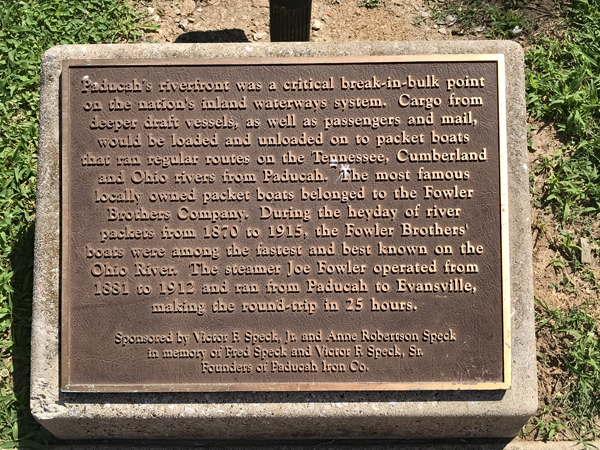 Paducah's riverfront was a critical break-in-bulk point
on the nation's inland waterways system. Cargo from
deeper draft vessels, as well as passengers and mail,
would be loaded and unloaded on to packet boats
that ran regular routes on the Tennessee, Cumberland
and Ohio rivers from Paducah. The most famous
locally owned packet boats belonged to the Fowler
Brothers Company. During the heyday of river
packets from 1870 to 1915, the Fowler Brothers'
boats were among the fastest and best known on the
Ohio River. The steamer Joe Fowler operated from
1881 to 1912 and ran from Paducah to Evansville,
making the round-trip in 25 hours.
Sponsored by Victor F. Speck, Jr. and Anne Robertson Speck
in memory of Fred Speck and Victor F. Speck, Sr.
Founders of Paducah Iron Co.